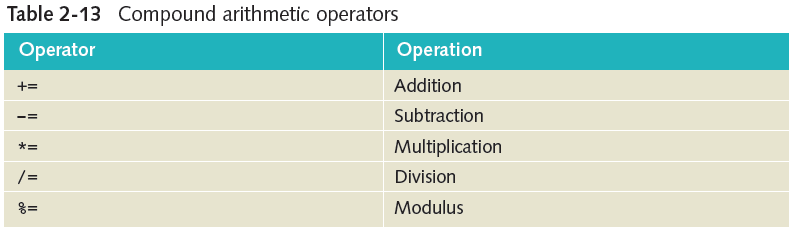 Table 2-13 Compound arithmetic operators
Operator Operation
+= Addition
–= Subtraction
*= Multiplication
/= Division
%= Modulus